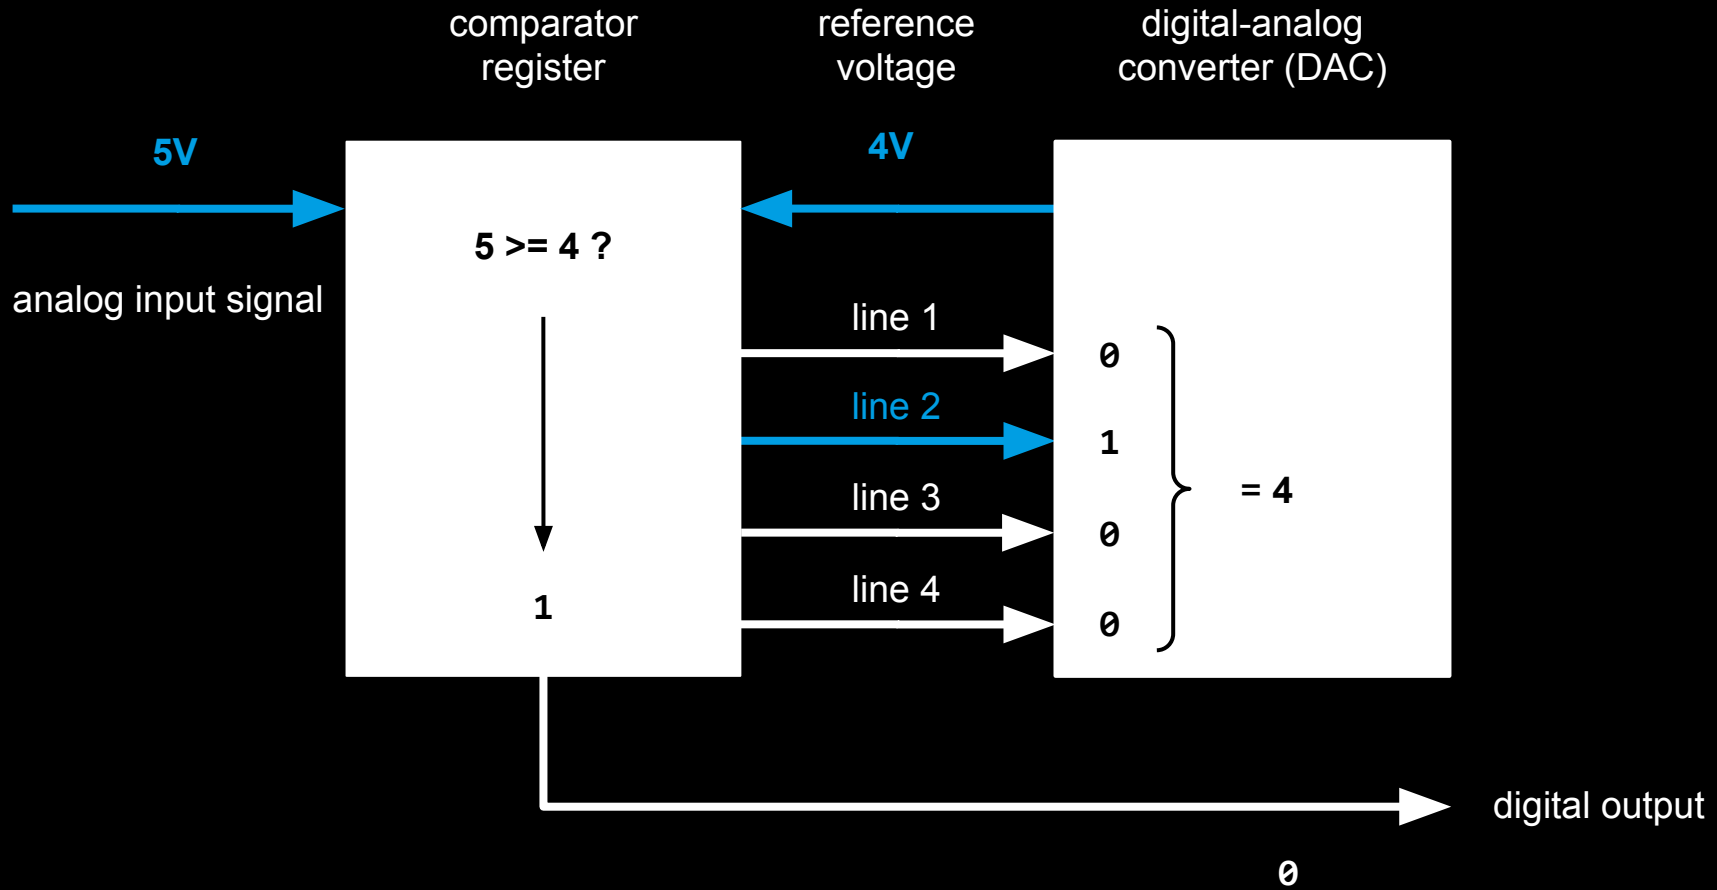 comparator
register
reference
voltage
digital-analog
converter (DAC)
5V
4V
5 >= 4 ?
analog input signal
line 1
0
line 2
1
line 3
= 4
0
line 4
1
0
digital output
0